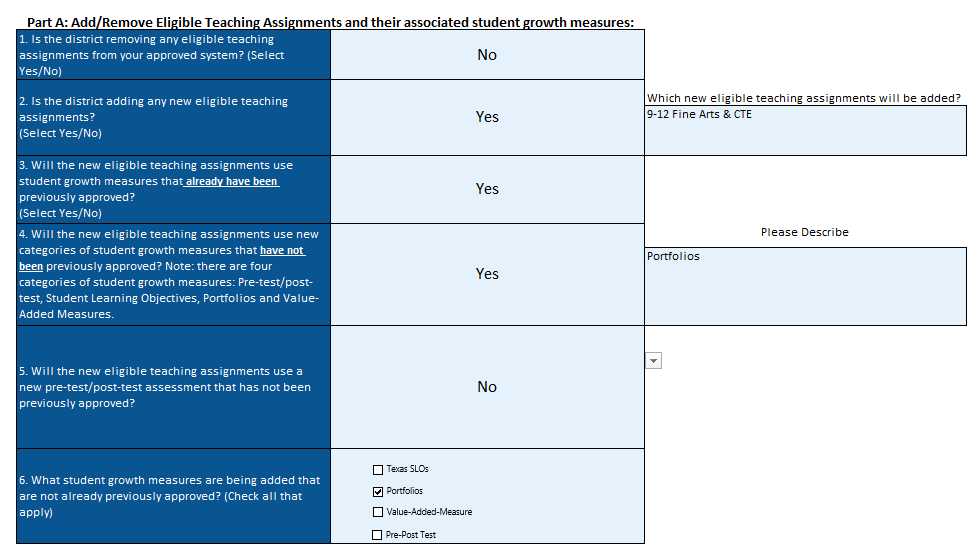 Part A: Add/Remove Eligible Teaching Assignments and their associated student growth measures:
1. Is the district removing any eligible teaching
assignments from your approved system? (Select
Yes/No)
No
2. Is the district adding any new eligible teaching
assignments?
(Select Yes/No)
Yes
Which new eligible teaching assignments will be added?
9-12 Fine Arts & CTE
3. Will the new eligible teaching assignments use
student growth measures that already have been
previously approved?
(Select Yes/No)
Yes
4. Will the new eligible teaching assignments use new
categories of student growth measures that have not
been previously approved? Note: there are four
categories of student growth measures: Pre-test/post-
test, Student Learning Objectives, Portfolios and Value-
Added Measures.
Yes
Please Describe
Portfolios
5. Will the new eligible teaching assignments use a
new pre-test/post-test assessment that has not been
previously approved?
No
6. What student growth measures are being added that
are not already previously approved? (Check all that
apply)
Texas SLOs
Portfolios
Value-Added-Measure
Pre-Post Test